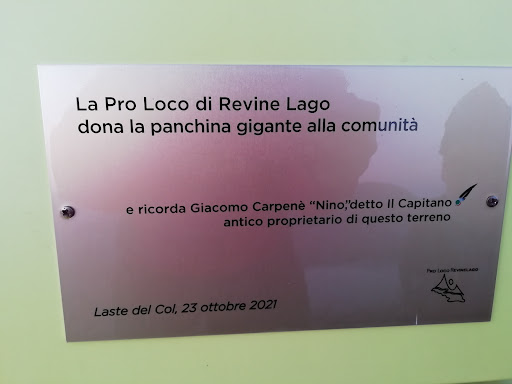 La Pro Loco di Revine Lago
dona la panchina gigante alla comunità
e ricorda Giacomo Carpenè "Nino", detto Il Capitano
antico proprietario di questo terreno
Pro Loco Revine Lago
Laste del Col, 23 ottobre 2021